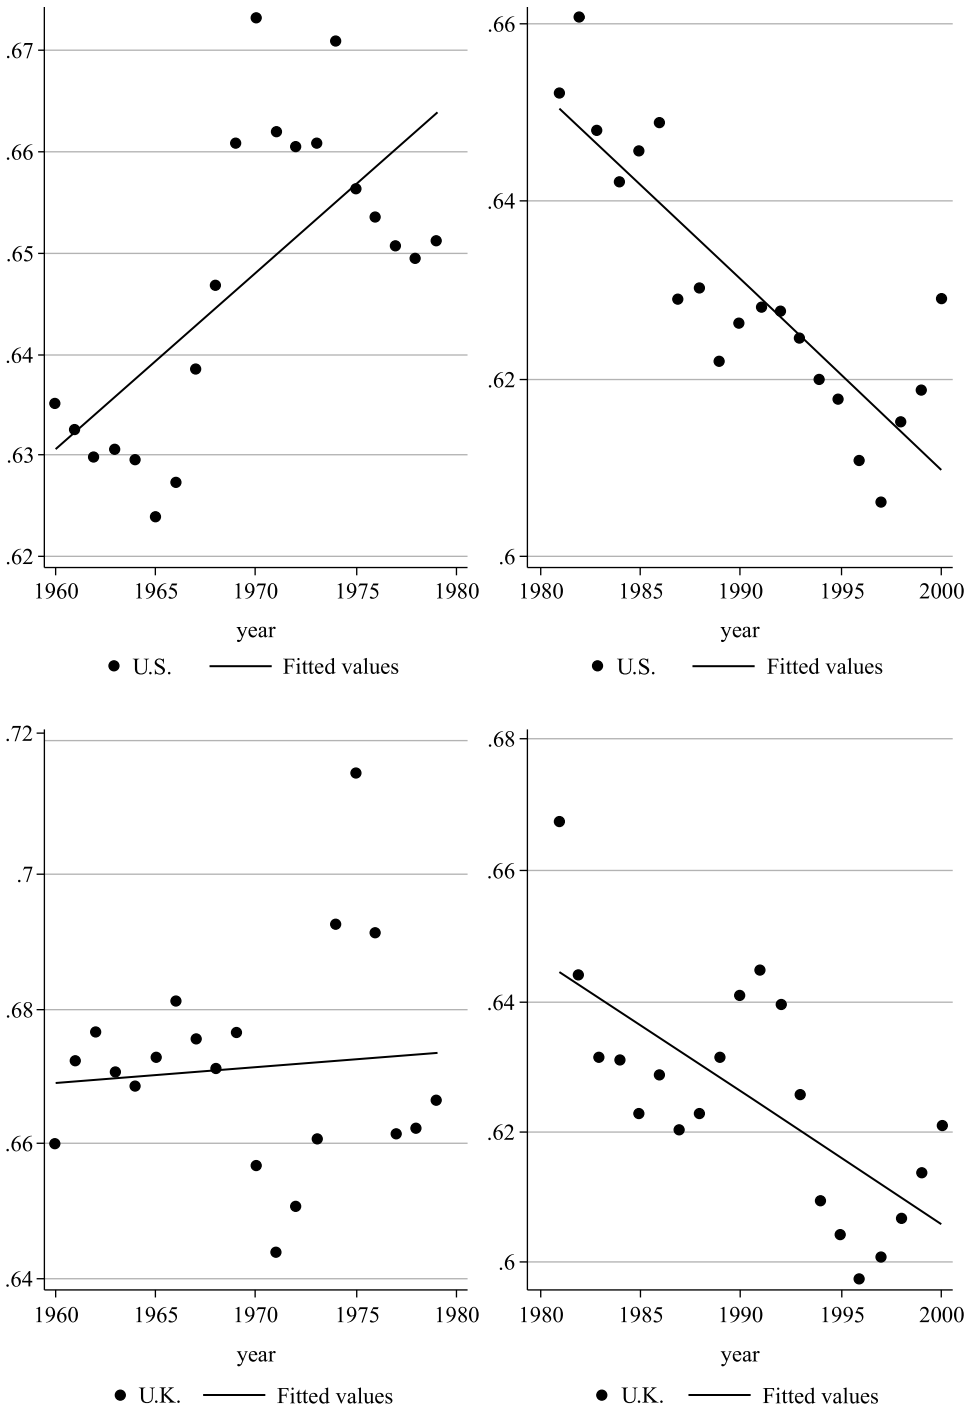 .67
.66
.65
.64
.63
.62
1960 1965 1970 1975 1980
year
U.S. Fitted values
.66
.64
.62
.6
1980 1985 1990 1995 2000
year
U.S. Fitted values
.72
.7
.68
.66
.64
1960 1965 1970 1975 1980
year
U.K. Fitted values
.68
.66
.64
.62
.6
1980 1985 1990 1995 2000
year
U.K. Fitted values